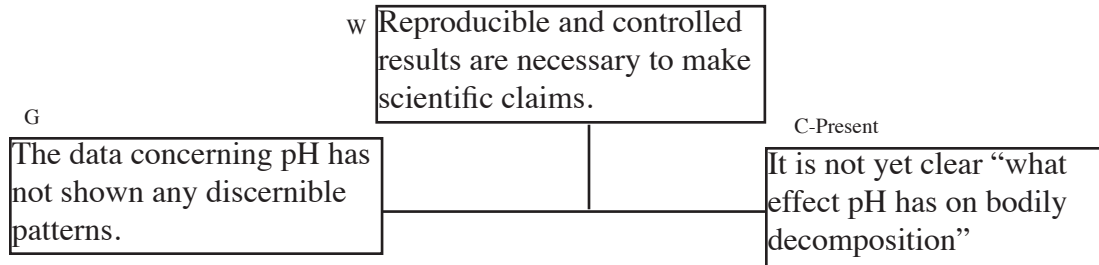 W
Reproducible and controlled
results are necessary to make
scientific claims.
G
The data concerning pH has
not shown any discernible
patterns.
C-Present
It is not yet clear “what
effect pH has on bodily
decomposition”